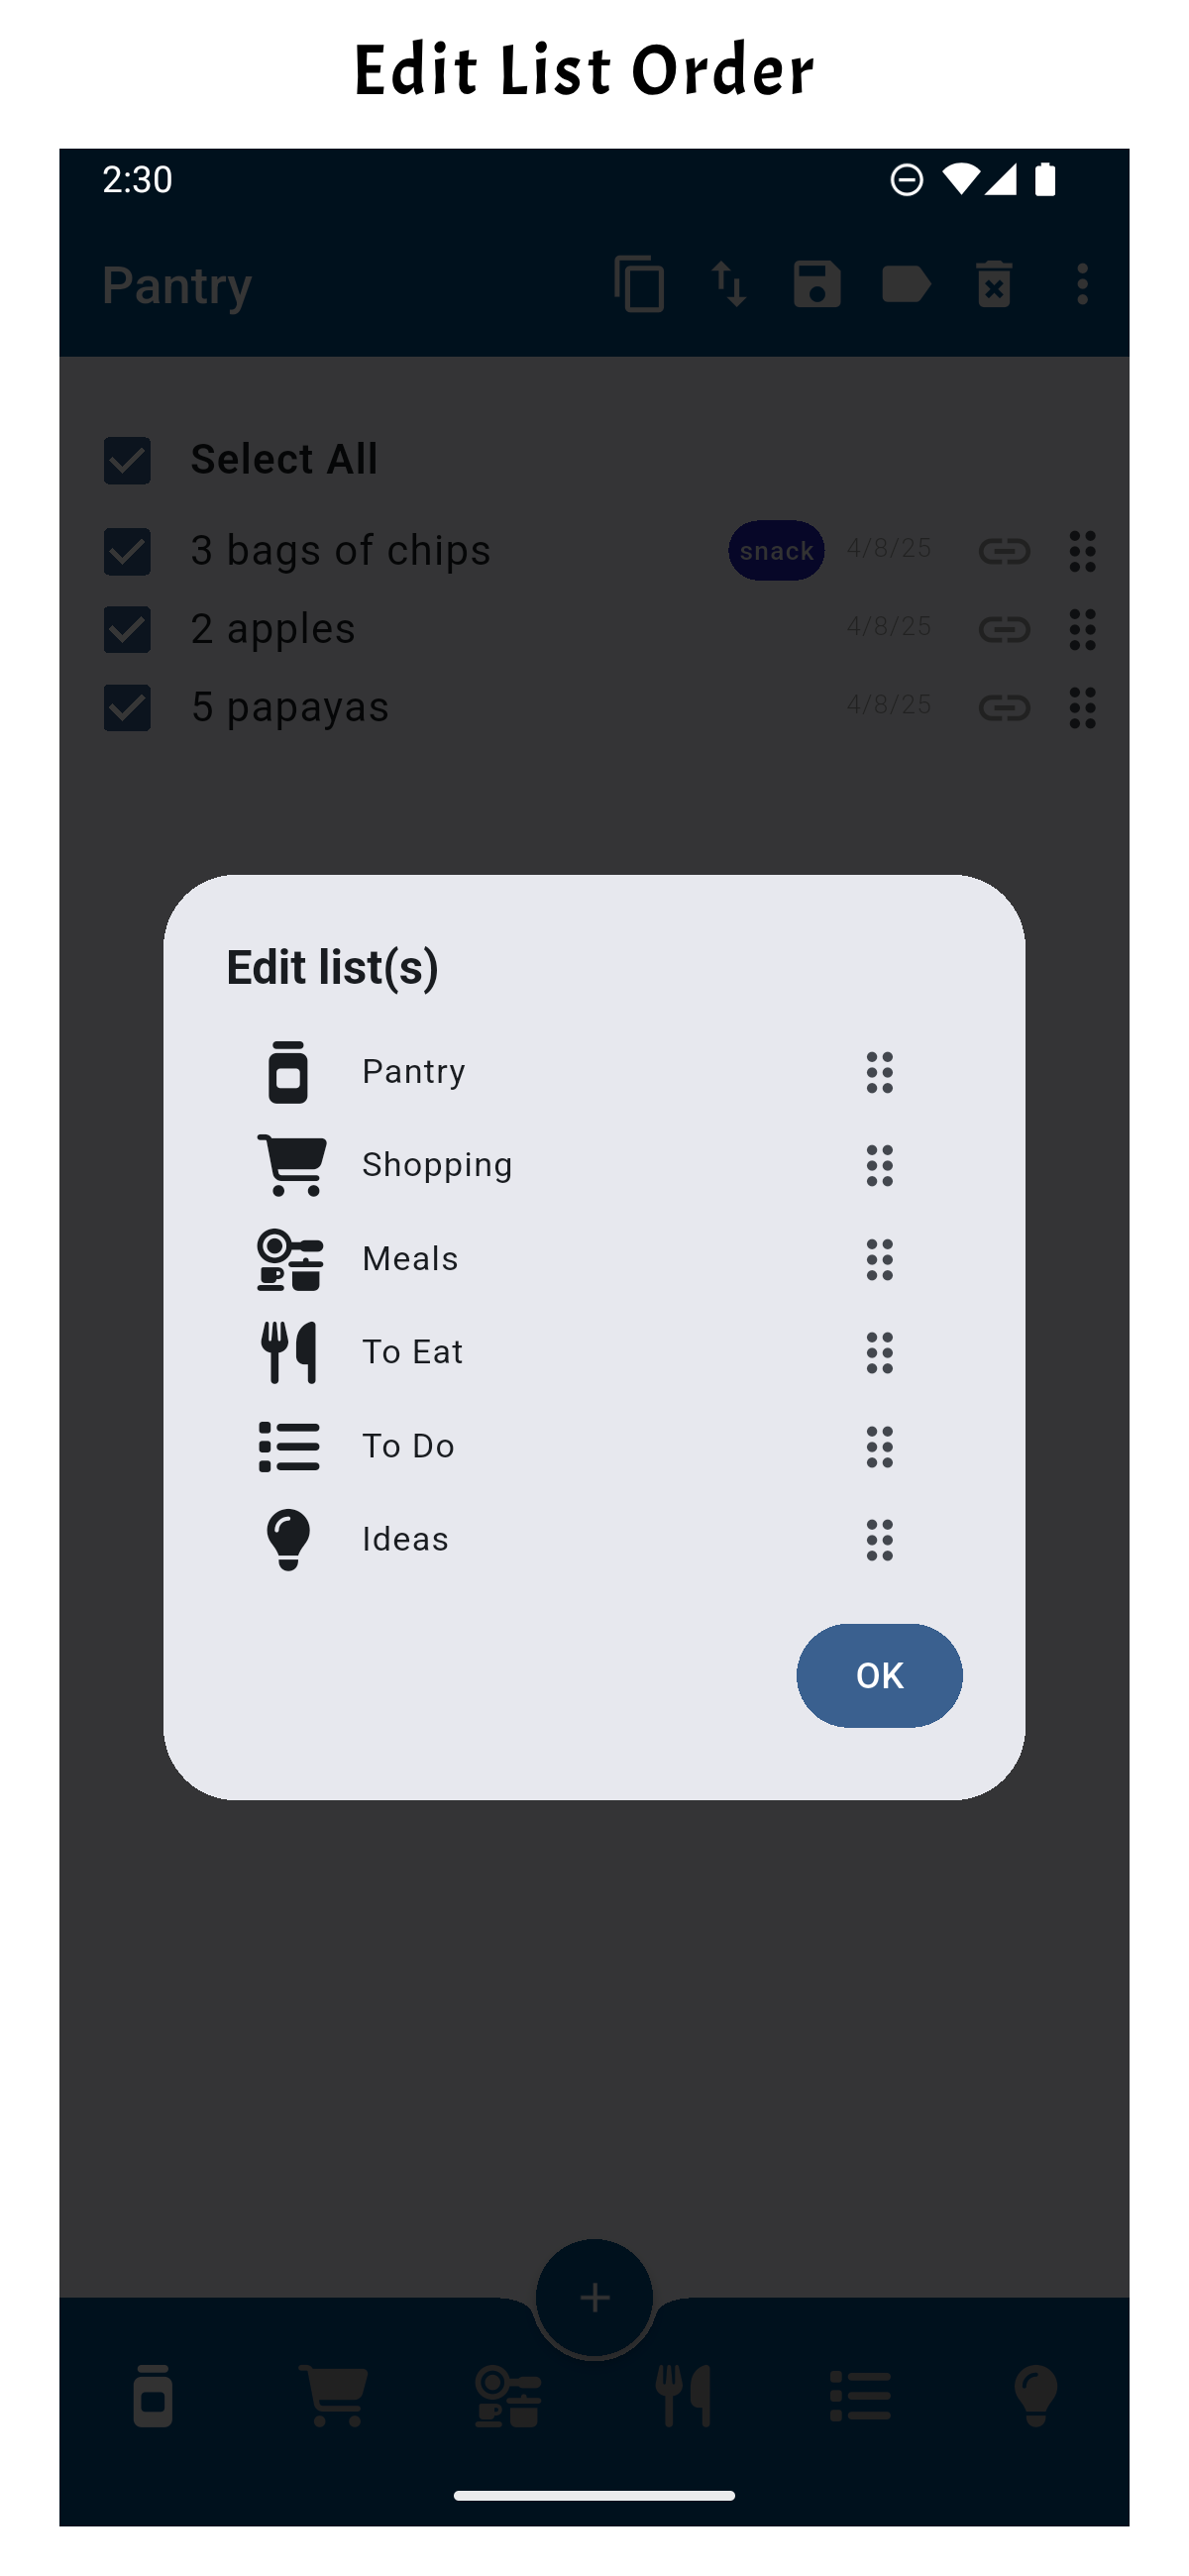 Edit List Order
2:30
Pantry
Select All
3 bags of chips snack 4/8/25
2 apples 4/8/25
5 papayas 4/8/25
Edit list(s)
Pantry
Shopping
Meals
To Eat
To Do
Ideas
OK